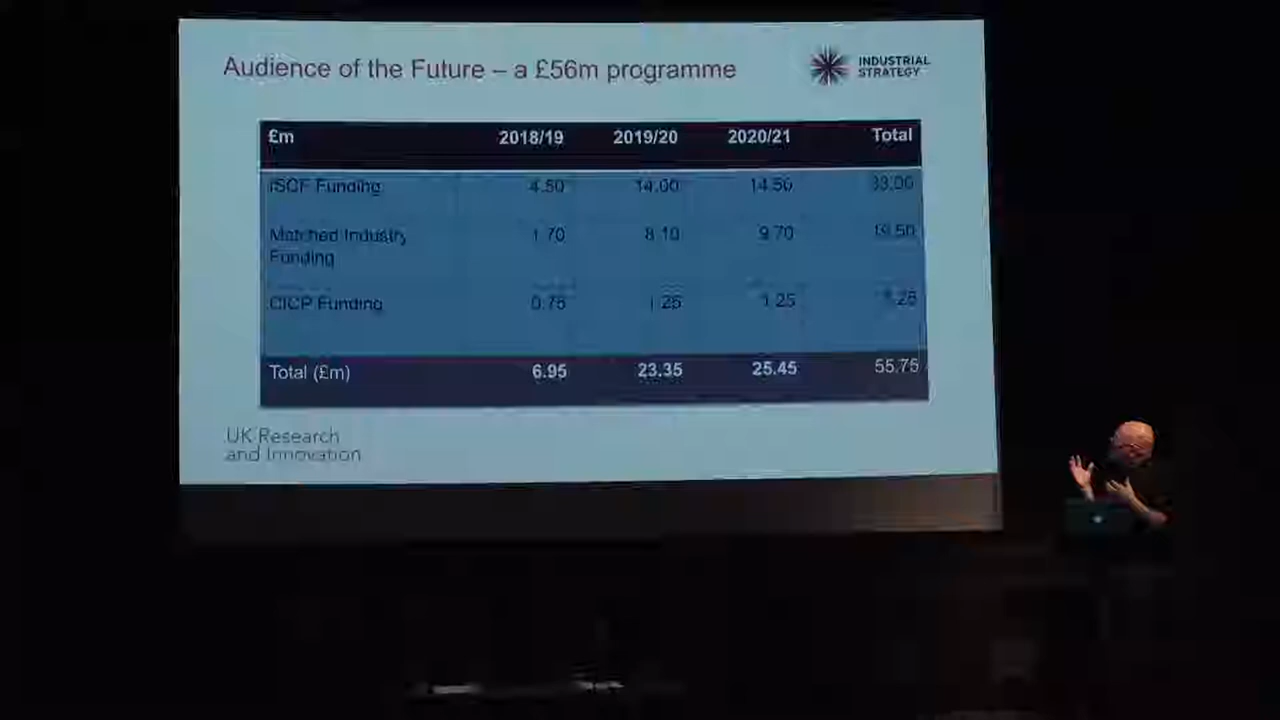 Audience of the Future – a £56m programme
INDUSTRIAL
STRATEGY
£m 2018/19 2019/20 2020/21 Total
ISCF Funding 4.50 14.00 14.50 33.00
Matched Industry 1.70 8.10 9.70 19.50
Funding
CICP Funding 0.75 1.25 1.25 3.25
Total (£m) 6.95 23.35 25.45 55.75
UK Research
and Innovation